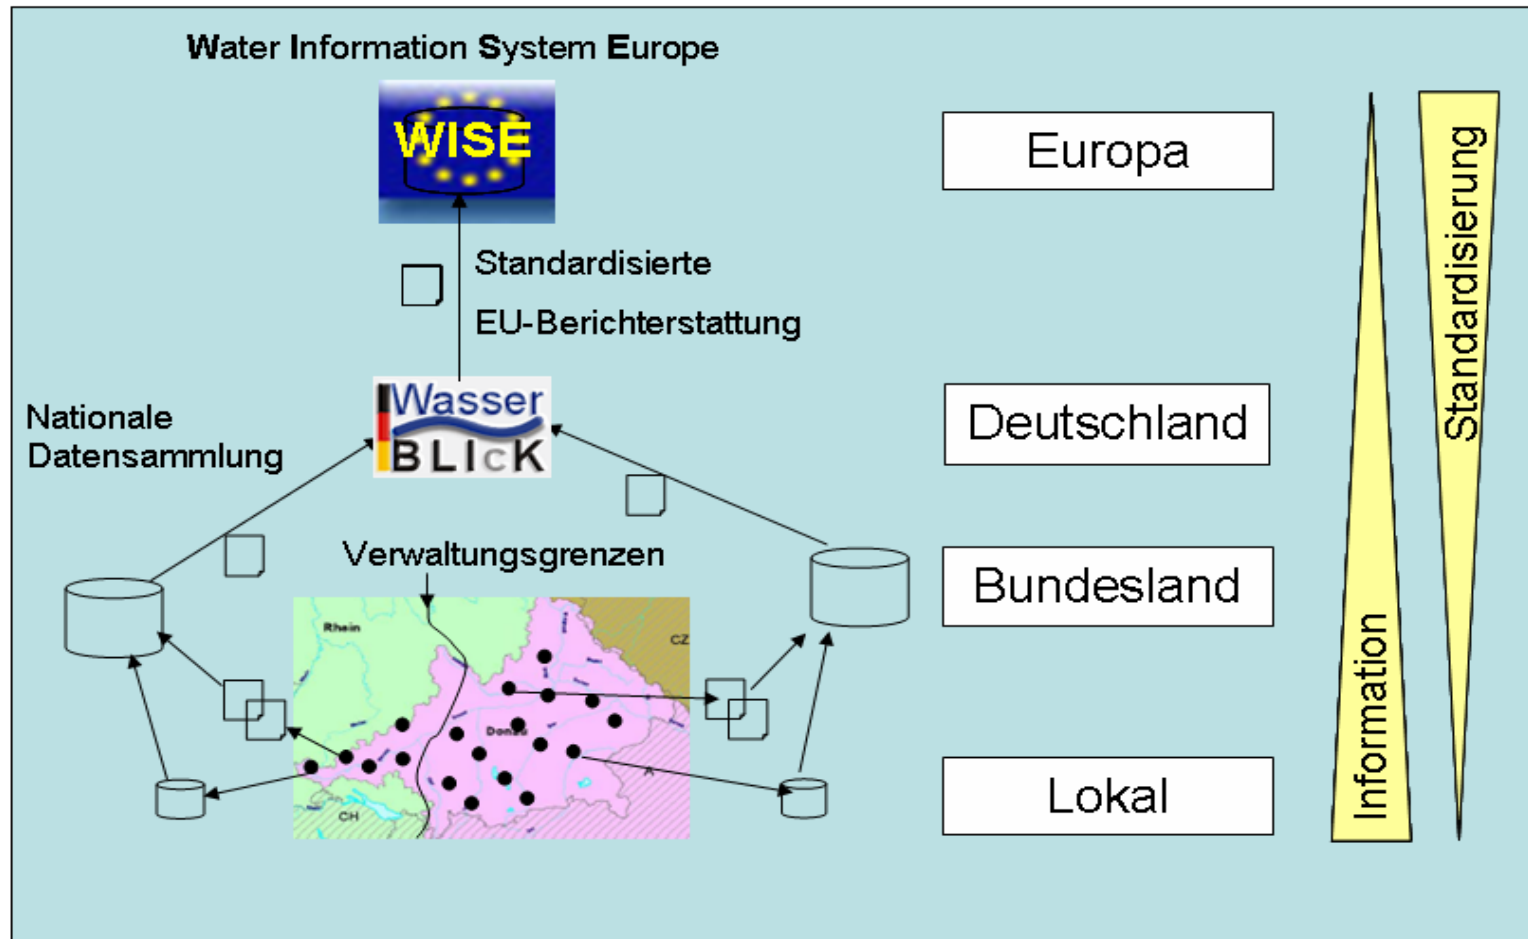 Water Information System Europe
WISE
Europa
Standardisierung
Standardisierte
EU-Berichterstattung
Wasser
BLIcK
Deutschland
Nationale
Datensammlung
Verwaltungsgrenzen
Bundesland
Rhein
CZ
Donau
A
CH
Information
Lokal